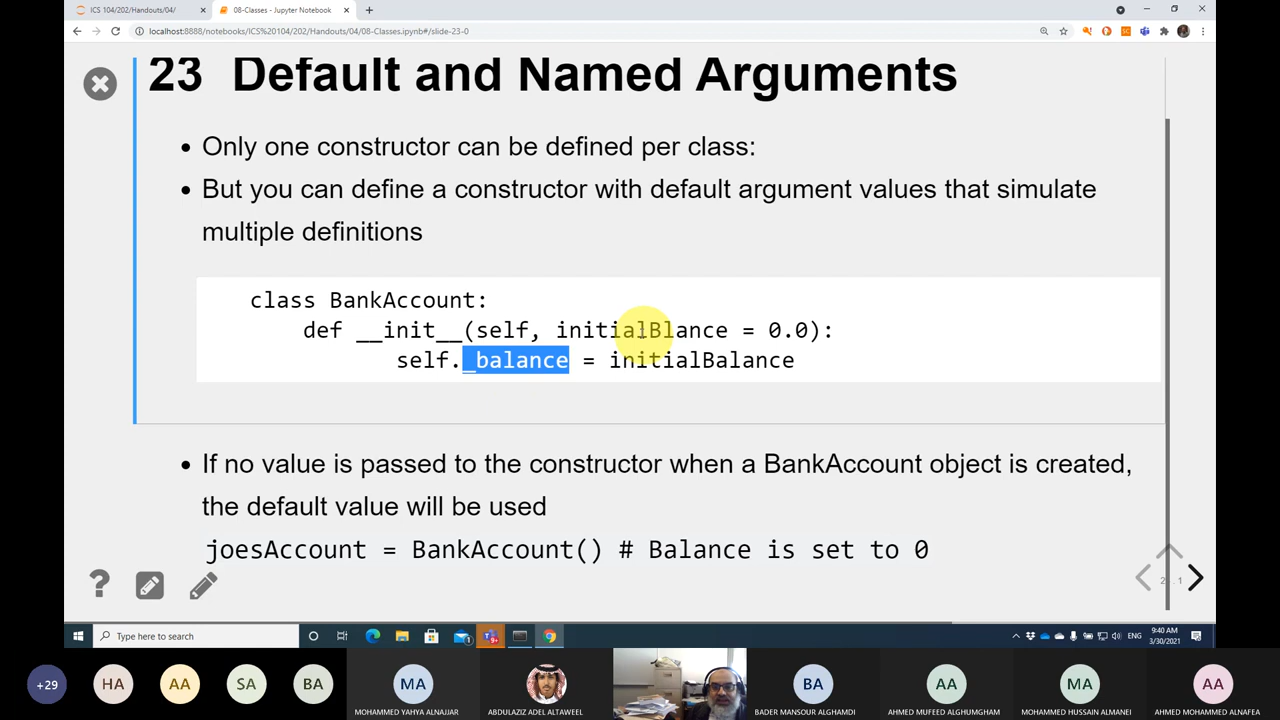 ICS 104/202/Handouts/04/
08-Classes - Jupyter Notebook
localhost:8888/notebooks/ICS%20104/202/Handouts/04/08-Classes.ipynb#/slide-23-0
23 Default and Named Arguments
Only one constructor can be defined per class:
But you can define a constructor with default argument values that simulate
multiple definitions
class BankAccount:
def __init__(self, initialBlance = 0.0):
self._balance = initialBalance
If no value is passed to the constructor when a BankAccount object is created,
the default value will be used
joesAccount = BankAccount() # Balance is set to 0
Type here to search
ENG
9:40 AM
3/30/2021
+29
HA
AA
SA
BA
MA
MOHAMMED YAHYA ALNAJJAR
ABDULAZIZ ADEL ALTAWEEL
BA
BADER MANSOUR ALGHAMDI
AA
AHMED MUFEED ALGHUMGHAM
MA
MOHAMMED HUSSAIN ALMANEI
AA
AHMED MOHAMMED ALNAFEA